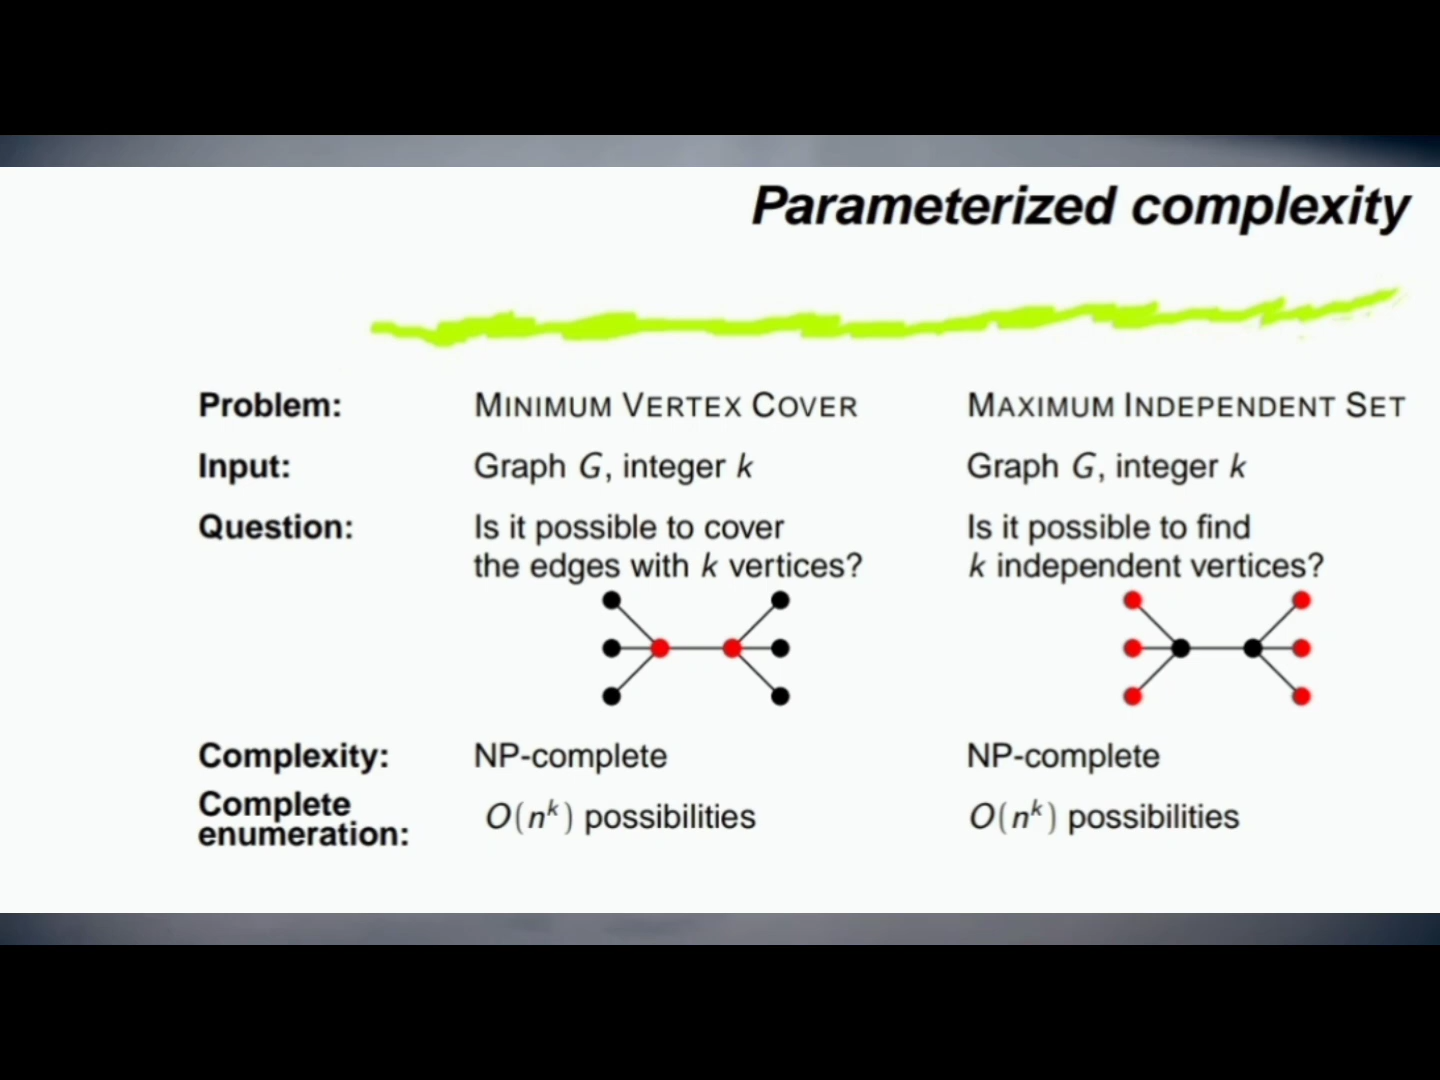 Parameterized complexity
Problem: MINIMUM VERTEX COVER MAXIMUM INDEPENDENT SET
Input: Graph G, integer k Graph G, integer k
Question: Is it possible to cover Is it possible to find
the edges with k vertices? k independent vertices?
Complexity: NP-complete NP-complete
Complete
enumeration: O(nᵏ) possibilities O(nᵏ) possibilities